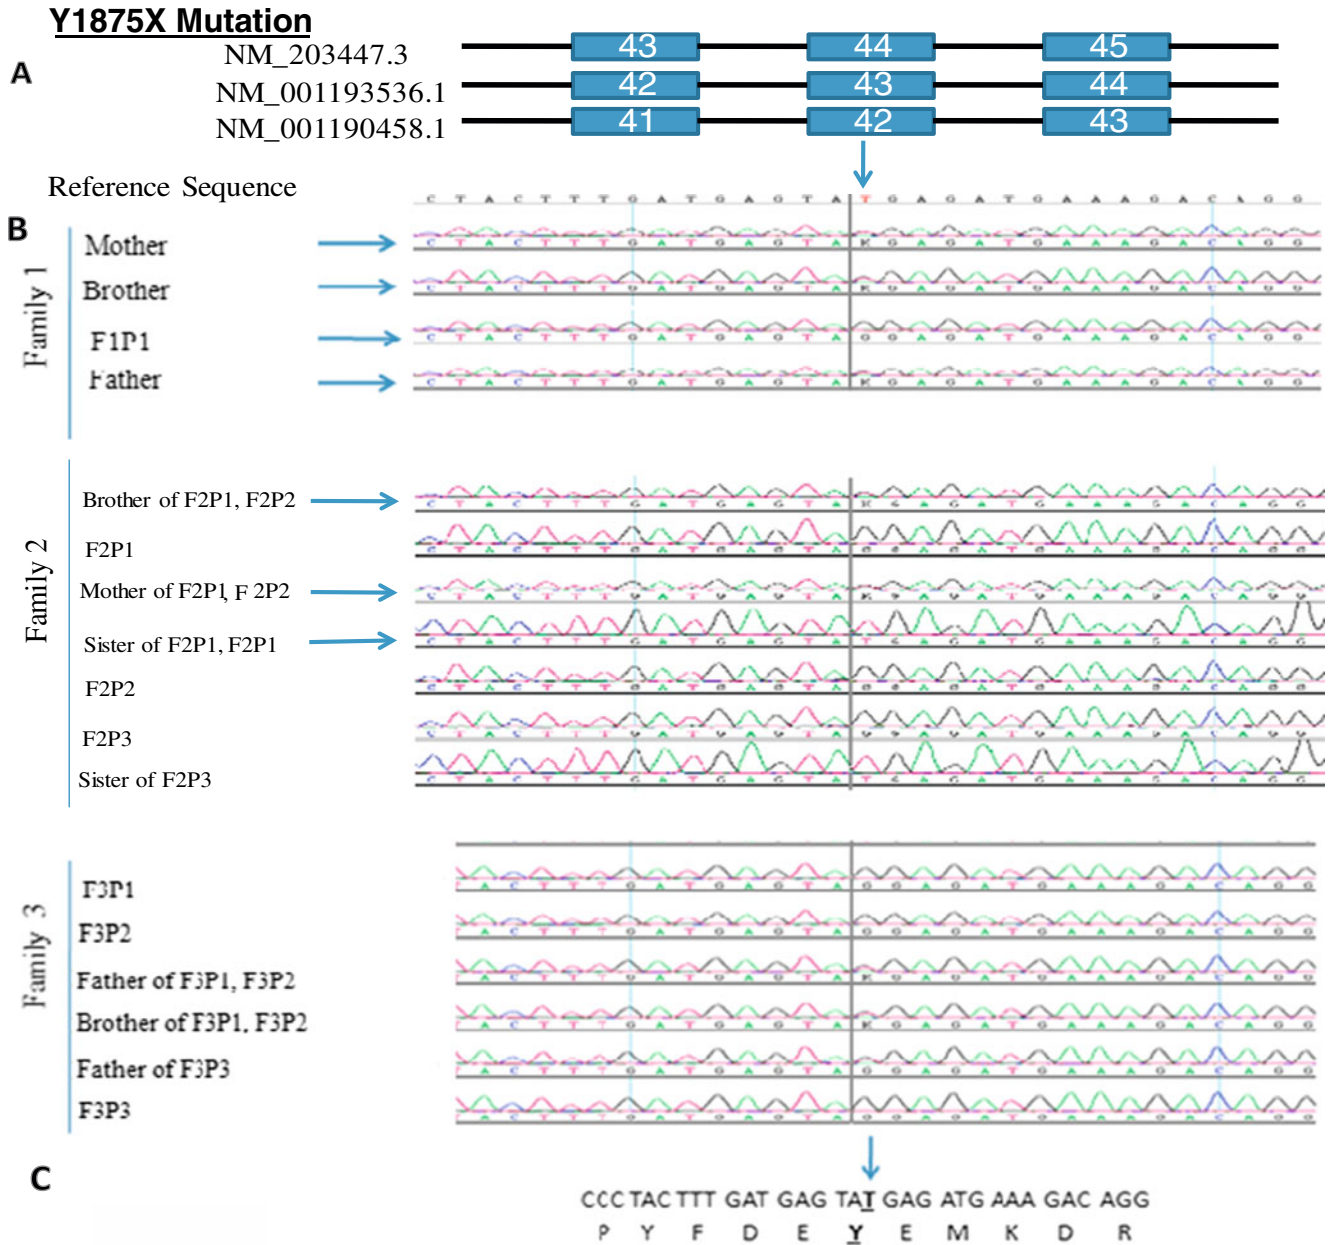 Y1875X Mutation
A
NM_203447.3 43 44 45
NM_001193536.1 42 43 44
NM_001190458.1 41 42 43
Reference Sequence
C T A C T T T G A T G A G T A T G A G A T G A A A G A C A G G
B
Family 1
Mother
C T A C T T T G A T G A G T A K G A G A T G A A A G A C A G G
Brother
C T A C T T T G A T G A G T A K G A G A T G A A A G A C A G G
F1P1
C T A C T T T G A T G A G T A G G A G A T G A A A G A C A G G
Father
C T A C T T T G A T G A G T A K G A G A T G A A A G A C A G G
Family 2
Brother of F2P1, F2P2
C T A C T T T G A T G A G T A K G A G A T G A A A G A C A G G
F2P1
C T A C T T T G A T G A G T A G G A G A T G A A A G A C A G G
Mother of F2P1, F 2P2
C T A C T T T G A T G A G T A K G A G A T G A A A G A C A G G
Sister of F2P1, F2P1
C T A C T T T G A T G A G T A T G A G A T G A A A G A C A G G
F2P2
C T A C T T T G A T G A G T A G G A G A T G A A A G A C A G G
F2P3
C T A C T T T G A T G A G T A G G A G A T G A A A G A C A G G
Sister of F2P3
C T A C T T T G A T G A G T A T G A G A T G A A A G A C A G G
Family 3
F3P1
A C T T T G A T G A G T A G G A G A T G A A A G A C A G G
F3P2
A C T T T G A T G A G T A G G A G A T G A A A G A C A G G
Father of F3P1, F3P2
A C T T T G A T G A G T A K G A G A T G A A A G A C A G G
Brother of F3P1, F3P2
A C T T T G A T G A G T A K G A G A T G A A A G A C A G G
Father of F3P3
A C T T T G A T G A G T A G G A G A T G A A A G A C A G G
F3P3
A C T T T G A T G A G T A G G A G A T G A A A G A C A G G
C
CCC TAC TTT GAT GAG TAT GAG ATG AAA GAC AGG
P Y F D E Y E M K D R